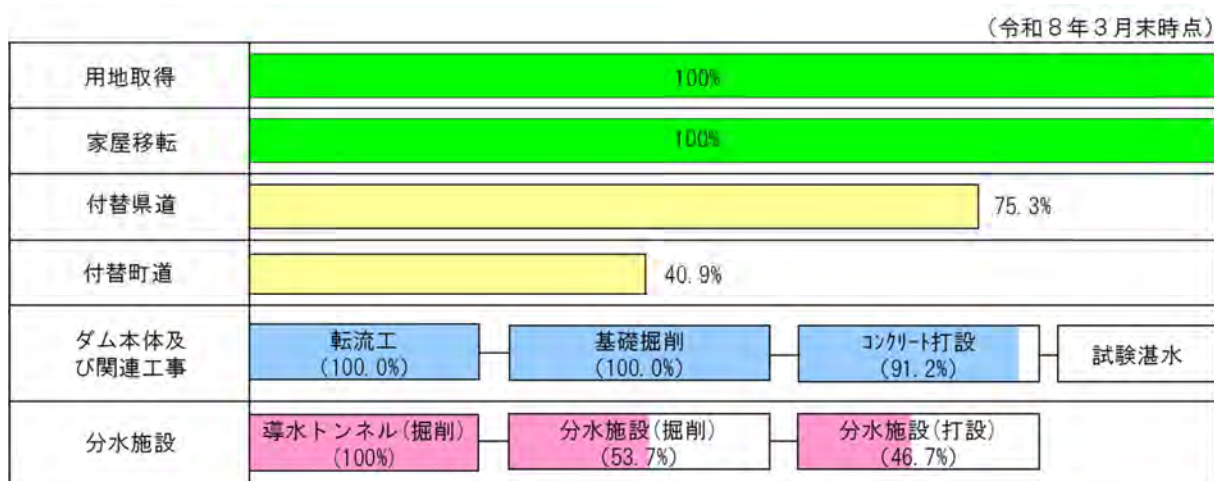 (令和8年3月末時点)
用地取得
100%
家屋移転
100%
付替県道
75.3%
付替町道
40.9%
ダム本体及
び関連工事
転流工
(100.0%)
基礎掘削
(100.0%)
コンクリート打設
(91.2%)
試験湛水
分水施設
導水トンネル(掘削)
(100%)
分水施設(掘削)
(53.7%)
分水施設(打設)
(46.7%)